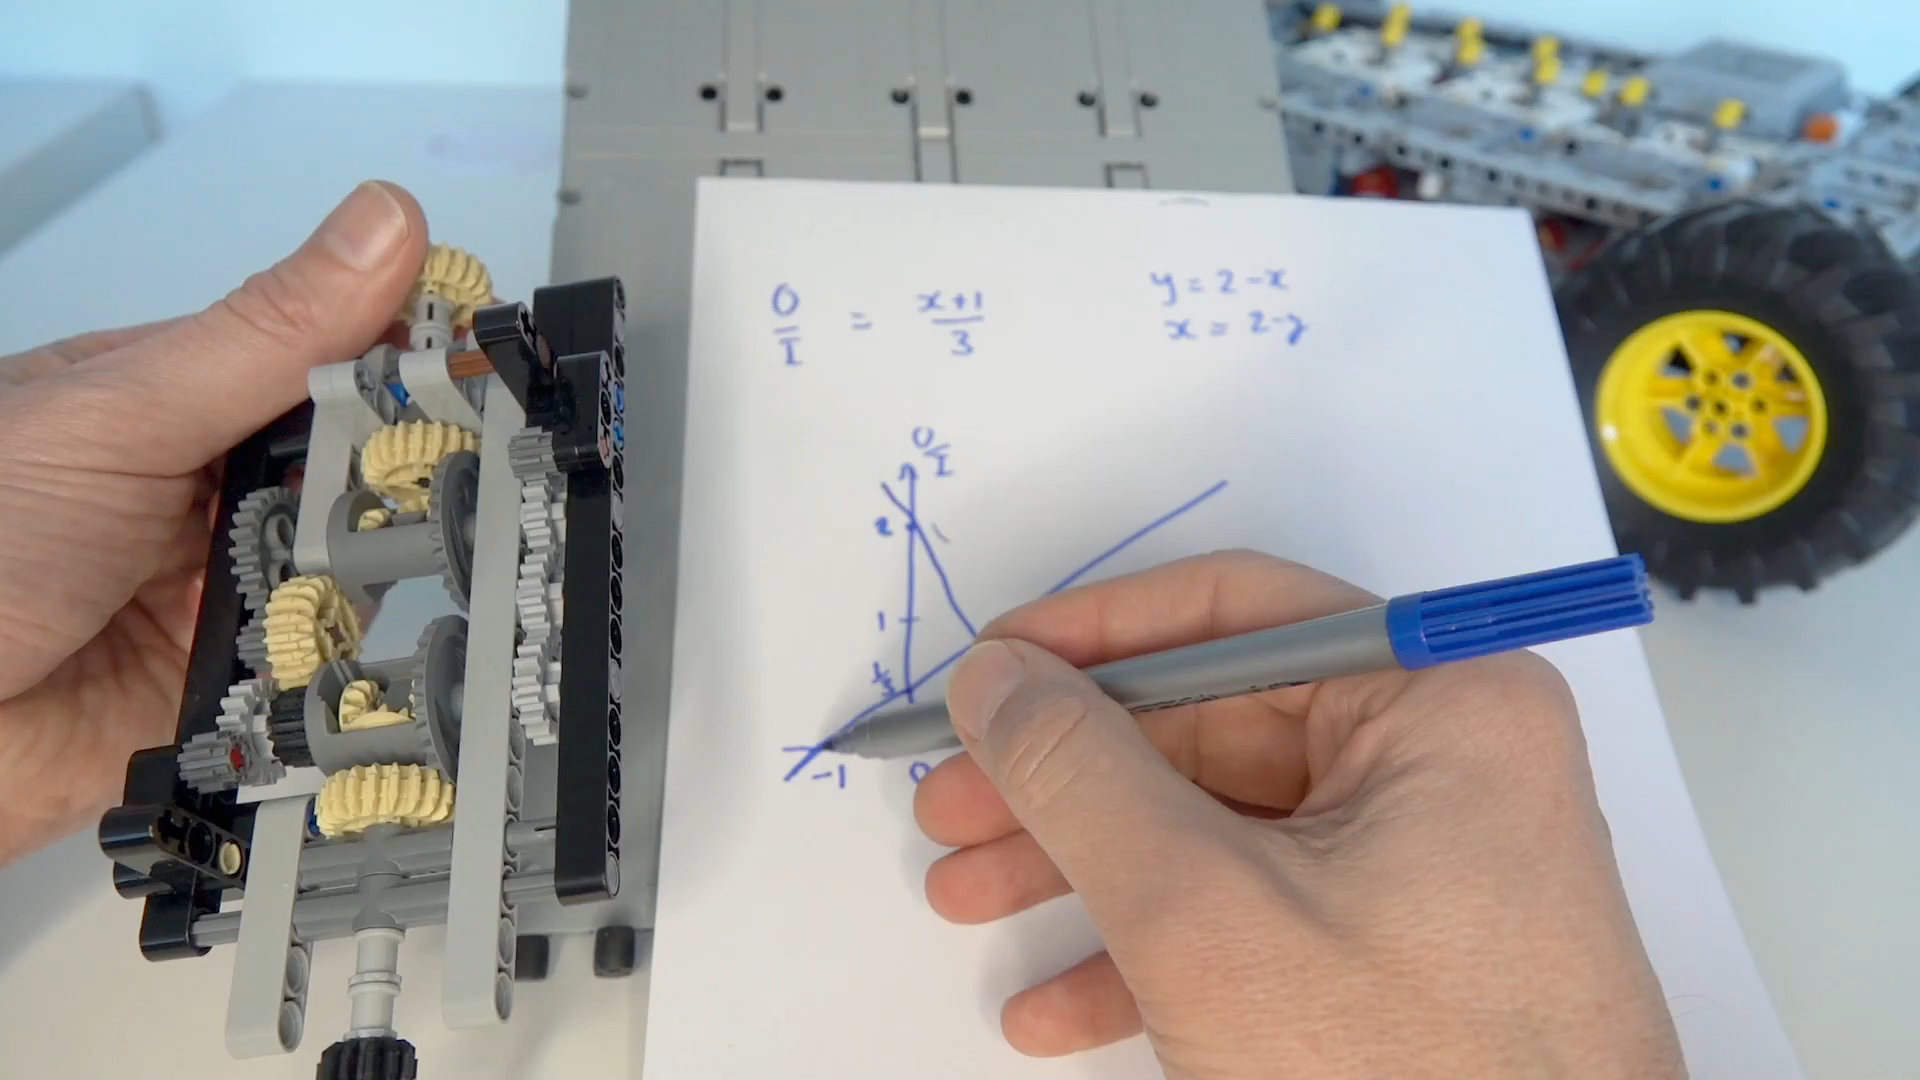 O/I = x+1/3
y = 2-x
x = 2-y
O/I
2
1
1/3
-1 0